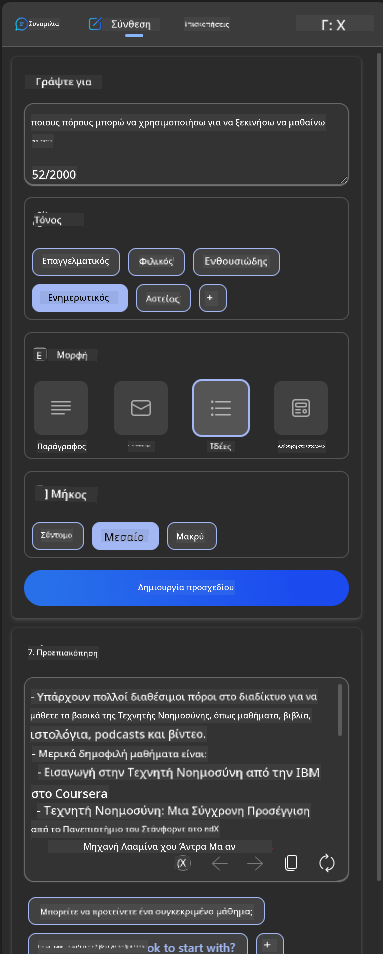 Συνομιλία
Σύνθεση
Επισκοπήσεις
Γ: X
Γράψτε για
ποιους πόρους μπορώ να χρησιμοποιήσω για να ξεκινήσω να μαθαίνω
52/2000
Τόνος
Επαγγελματικός
Φιλικός
Ενθουσιώδης
Ενημερωτικός
Αστείος
+
E Μορφή
Παράγραφος
Ιδέες
] Μήκος
Σύντομο
Μεσαίο
Μακρύ
Δημιουργία προσχεδίου
7. Προεπισκόπηση
- Υπάρχουν πολλοί διαθέσιμοι πόροι στο διαδίκτυο για να
μάθετε τα βασικά της Τεχνητής Νοημοσύνης, όπως μαθήματα, βιβλία,
ιστολόγια, podcasts και βίντεο.
- Μερικά δημοφιλή μαθήματα είναι:
- Εισαγωγή στην Τεχνητή Νοημοσύνη από την IBM
στο Coursera
- Τεχνητή Νοημοσύνη: Μια Σύγχρονη Προσέγγιση
από το Πανεπιστήμιο του Στάνφορντ στο edX
Μηχανή Λααμίνα χου Άντρα Μα αν
(X
Μπορείτε να προτείνετε ένα συγκεκριμένο μάθημα;
ok to start with?
+